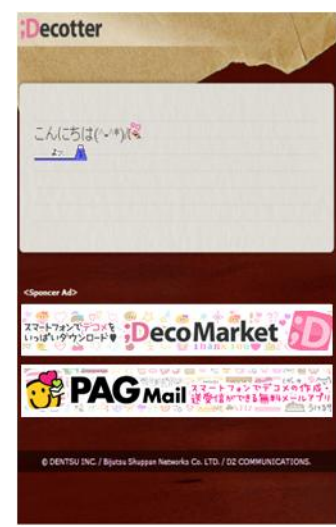 ;Decotter
こんにちは(^-^*)/
よっ
<Sponcer Ad>
スマートフォンでデコメを
いっぱいダウンロード♥
;DecoMarket
PAG Mail
スマートフォンでデコメの作成・
送受信ができる無料メールアプリ
© DENTSU INC. / Bijutsu Shuppan Networks Co. LTD. / D2 COMMUNICATIONS.